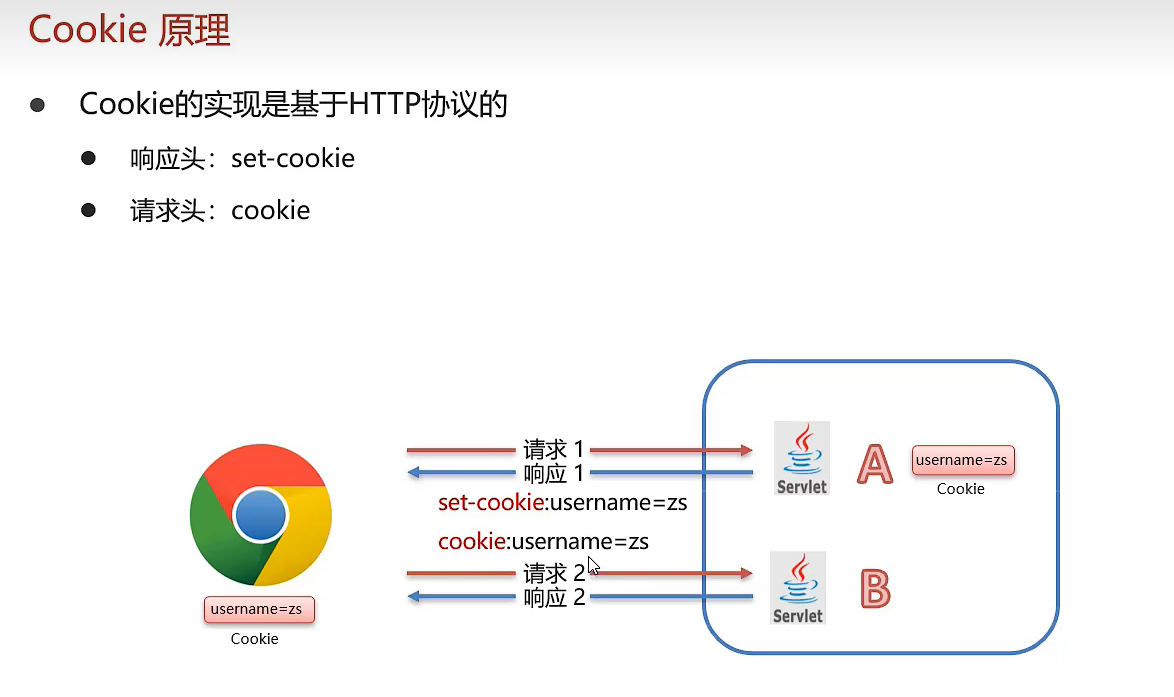 Cookie 原理
Cookie的实现是基于HTTP协议的
响应头：set-cookie
请求头：cookie
请求 1
响应 1
set-cookie:username=zs
cookie:username=zs
请求 2
响应 2
username=zs
Cookie
Servlet
A
username=zs
Cookie
Servlet
B